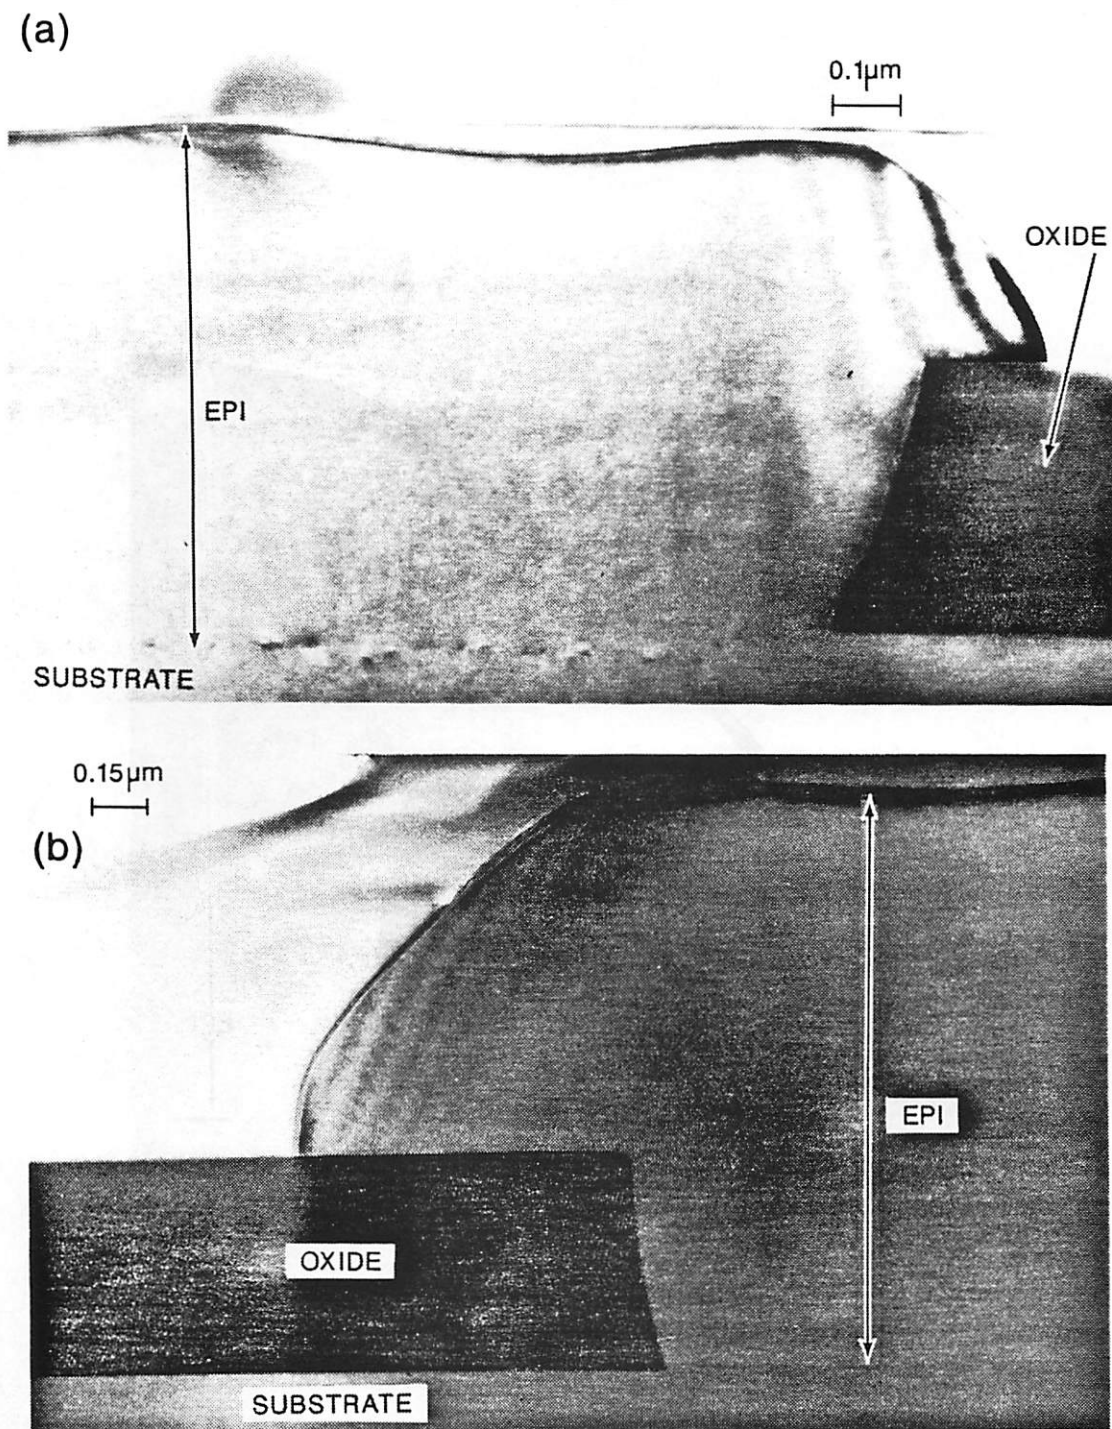 (a)
0.1µm
OXIDE
EPI
SUBSTRATE
0.15µm
(b)
EPI
OXIDE
SUBSTRATE